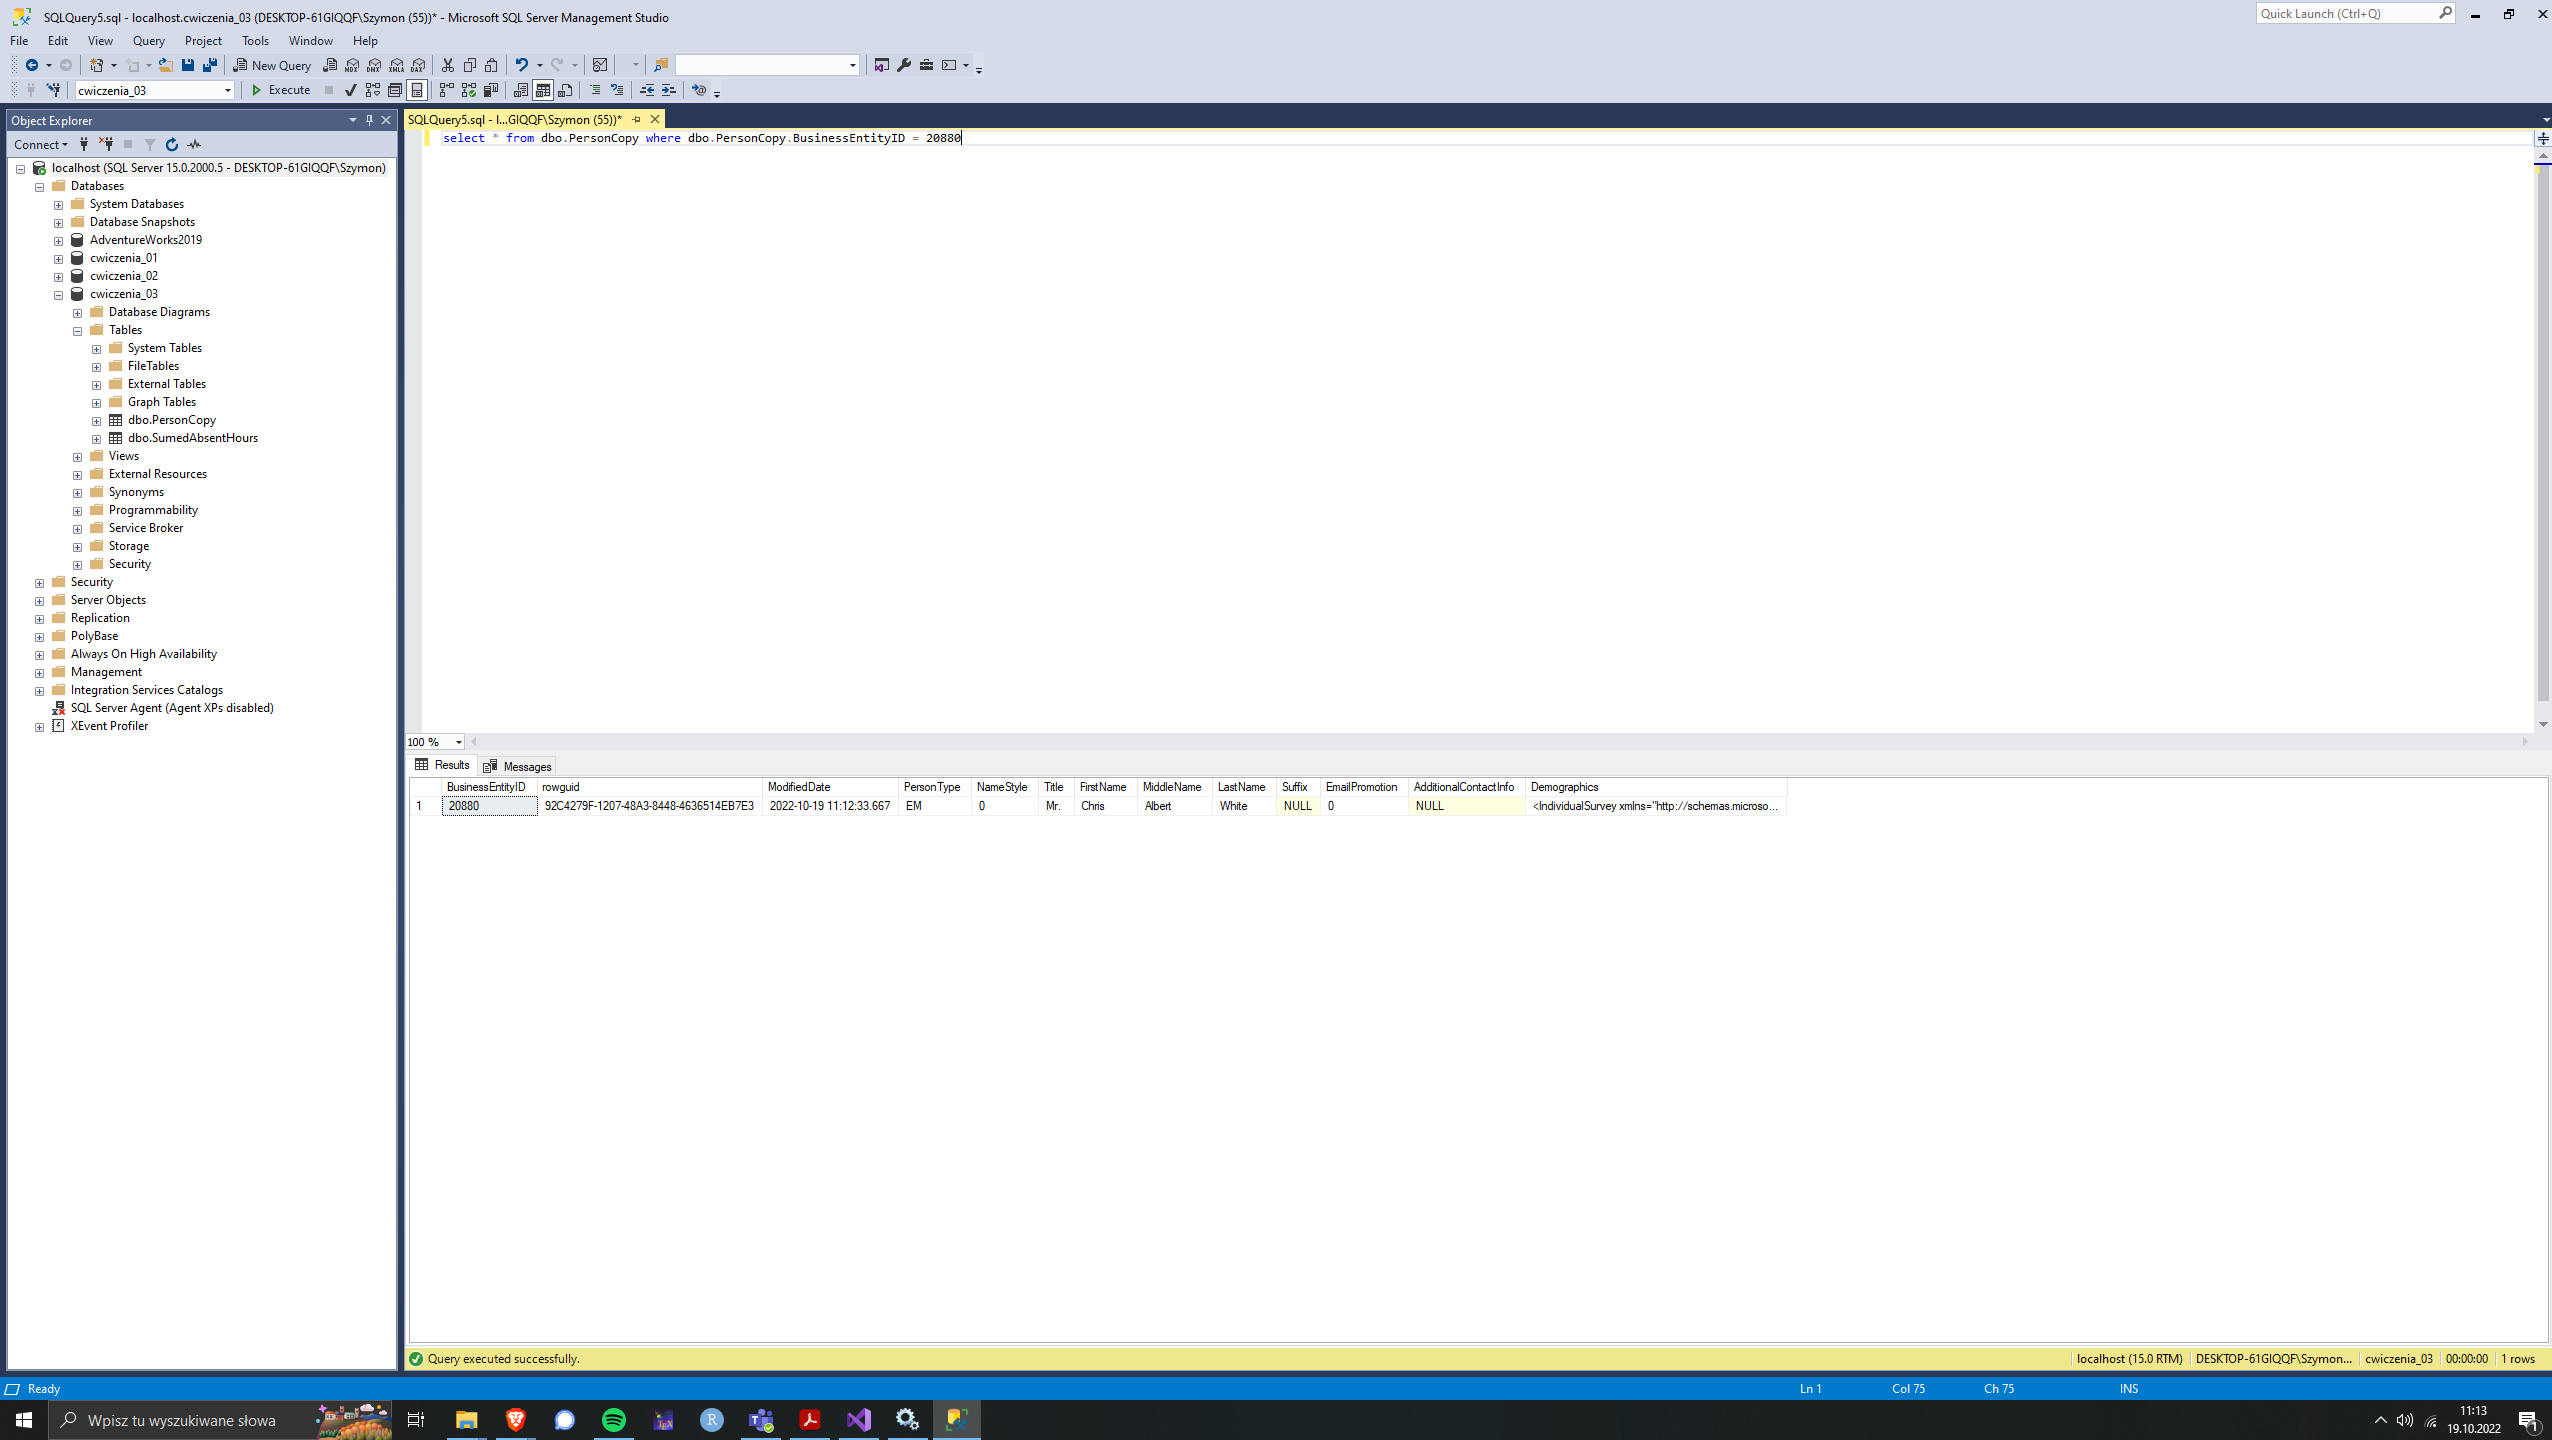 SQLQuery5.sql - localhost.cwiczenia_03 (DESKTOP-61GIQQF\Szymon (55))* - Microsoft SQL Server Management Studio
Quick Launch (Ctrl+Q)
File Edit View Query Project Tools Window Help
New Query
cwiczenia_03 Execute
Object Explorer
SQLQuery5.sql - l...GIQQF\Szymon (55))*
select * from dbo.PersonCopy where dbo.PersonCopy.BusinessEntityID = 20880
Connect
localhost (SQL Server 15.0.2000.5 - DESKTOP-61GIQQF\Szymon)
Databases
System Databases
Database Snapshots
AdventureWorks2019
cwiczenia_01
cwiczenia_02
cwiczenia_03
Database Diagrams
Tables
System Tables
FileTables
External Tables
Graph Tables
dbo.PersonCopy
dbo.SumedAbsentHours
Views
External Resources
Synonyms
Programmability
Service Broker
Storage
Security
Security
Server Objects
Replication
PolyBase
Always On High Availability
Management
Integration Services Catalogs
SQL Server Agent (Agent XPs disabled)
XEvent Profiler
100 %
Results Messages
BusinessEntityID rowguid ModifiedDate PersonType NameStyle Title FirstName MiddleName LastName Suffix EmailPromotion AdditionalContactInfo Demographics
1 20880 92C4279F-1207-48A3-8448-4636514EB7E3 2022-10-19 11:12:33.667 EM 0 Mr. Chris Albert White NULL 0 NULL <IndividualSurvey xmlns="http://schemas.microso...
Query executed successfully.
localhost (15.0 RTM) DESKTOP-61GIQQF\Szymon... cwiczenia_03 00:00:00 1 rows
Ready Ln 1 Col 75 Ch 75 INS
Wpisz tu wyszukiwane słowa
11:13
19.10.2022
1